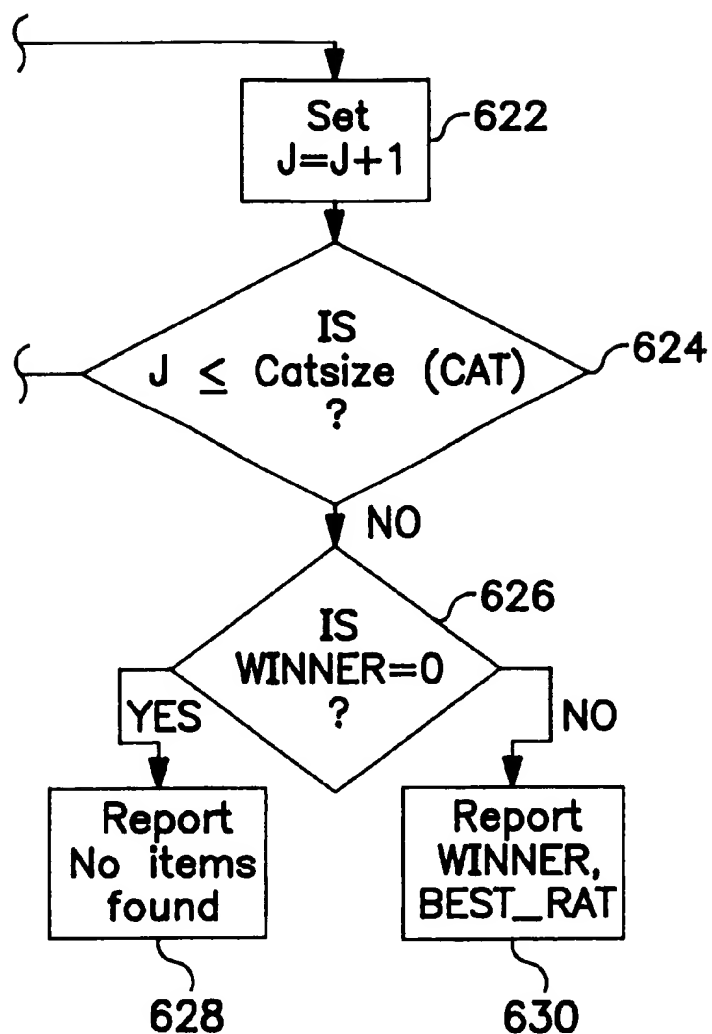 Set
J=J+1
622
IS
J ≤ Catsize (CAT)
?
624
NO
626
IS
WINNER=0
?
YES
NO
Report
No items
found
Report
WINNER,
BEST_RAT
628
630